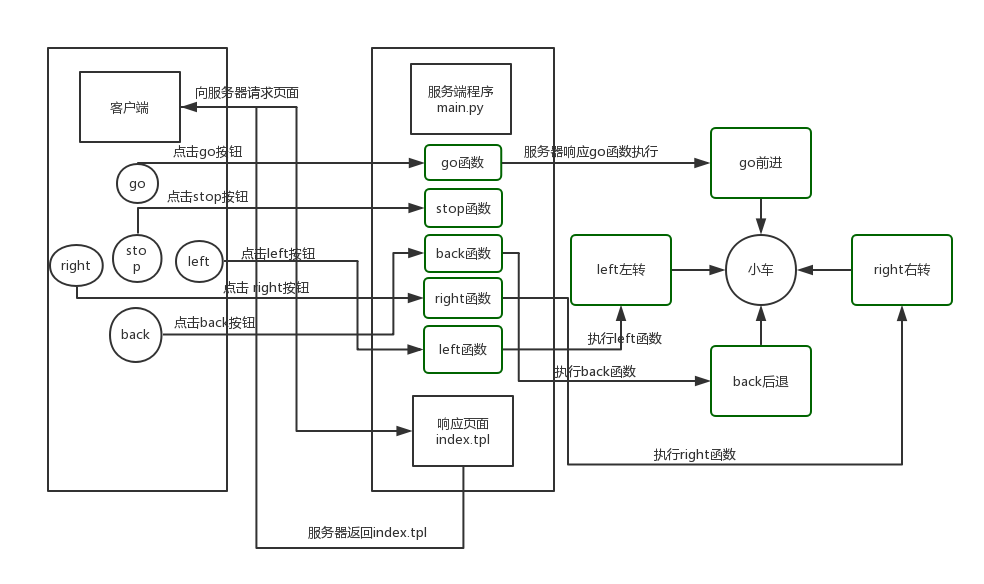 向服务器请求页面
客户端
服务端程序
main.py
点击go按钮
go函数
服务器响应go函数执行
go前进
go
点击stop按钮
stop函数
sto
p
right
left
点击left按钮
back函数
left左转
小车
right右转
点击 right按钮
right函数
back
点击back按钮
left函数
执行left函数
执行back函数
back后退
响应页面
index.tpl
执行right函数
服务器返回index.tpl